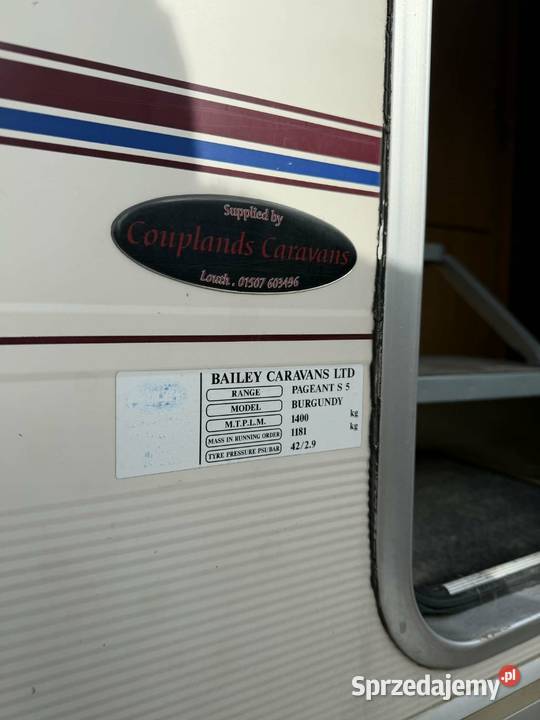 Supplied by
Couplands Caravans
Louth . 01507 603496
BAILEY CARAVANS LTD
RANGE PAGEANT S 5
MODEL BURGUNDY
M.T.P.L.M. 1400 kg
MASS IN RUNNING ORDER 1181 kg
TYRE PRESSURE PSI/BAR 42/2.9
Sprzedajemy.pl